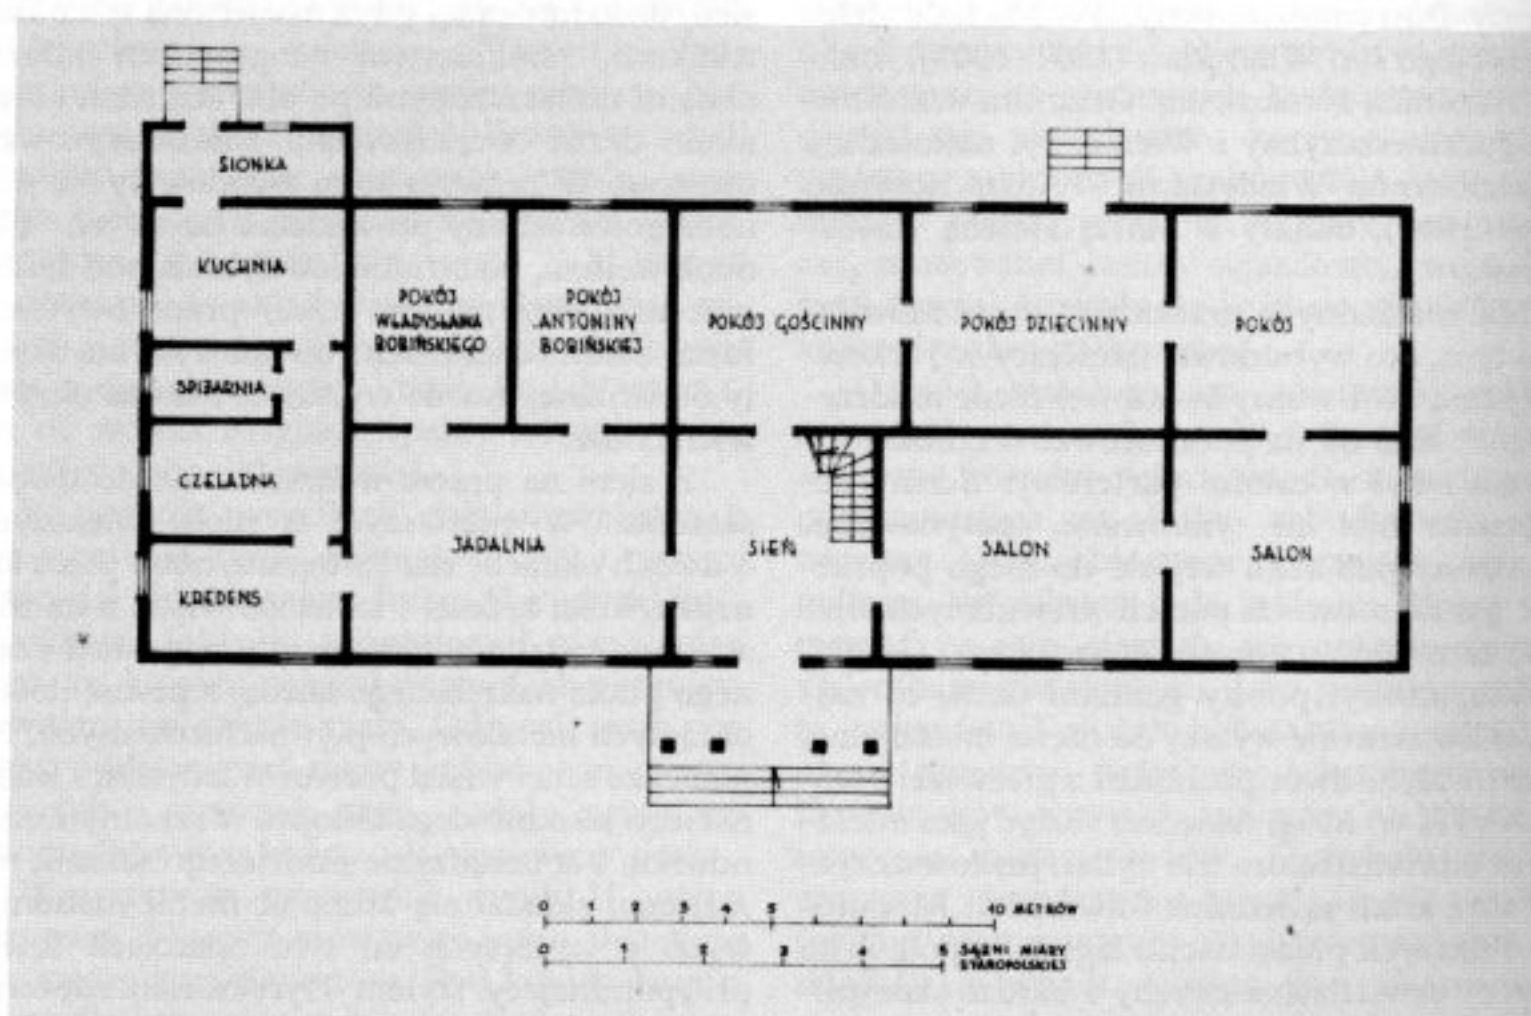 SIONKA
KUCHNIA
POKÓJ
WŁADYSŁAWA
BOBIŃSKIEGO
POKÓJ
ANTONINY
BOBIŃSKIEJ
POKÓJ GOŚCINNY
POKÓJ DZIECINNY
POKÓJ
SPIŻARNIA
CZELADNA
KREDENS
JADALNIA
SIEŃ
SALON
SALON
0 1 2 3 4 5 10 METRÓW
0 1 2 3 4 5 SĄŻNI MIARY
STAROPOLSKIEJ